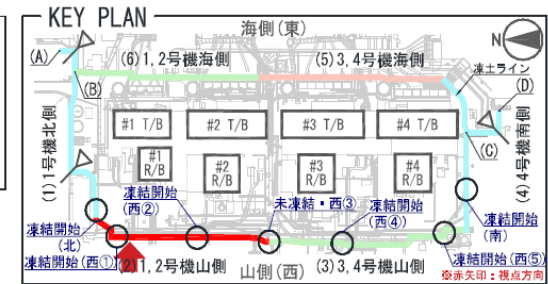 KEY PLAN
海側(東)
N
(A)
(6)1,2号機海側
(5)3,4号機海側
凍土ライン
(B)
(D)
#1 T/B
#2 T/B
#3 T/B
#4 T/B
(C)
(1)1号機北側
(4)4号機南側
#1
R/B
#2
R/B
#3
R/B
#4
R/B
凍結開始
(西②)
未凍結・西③
凍結開始
(西④)
凍結開始
(北)
凍結開始
(南)
凍結開始(西①)
(2)1,2号機山側
山側(西)
(3)3,4号機山側
凍結開始(西⑤)
※赤矢印:視点方向